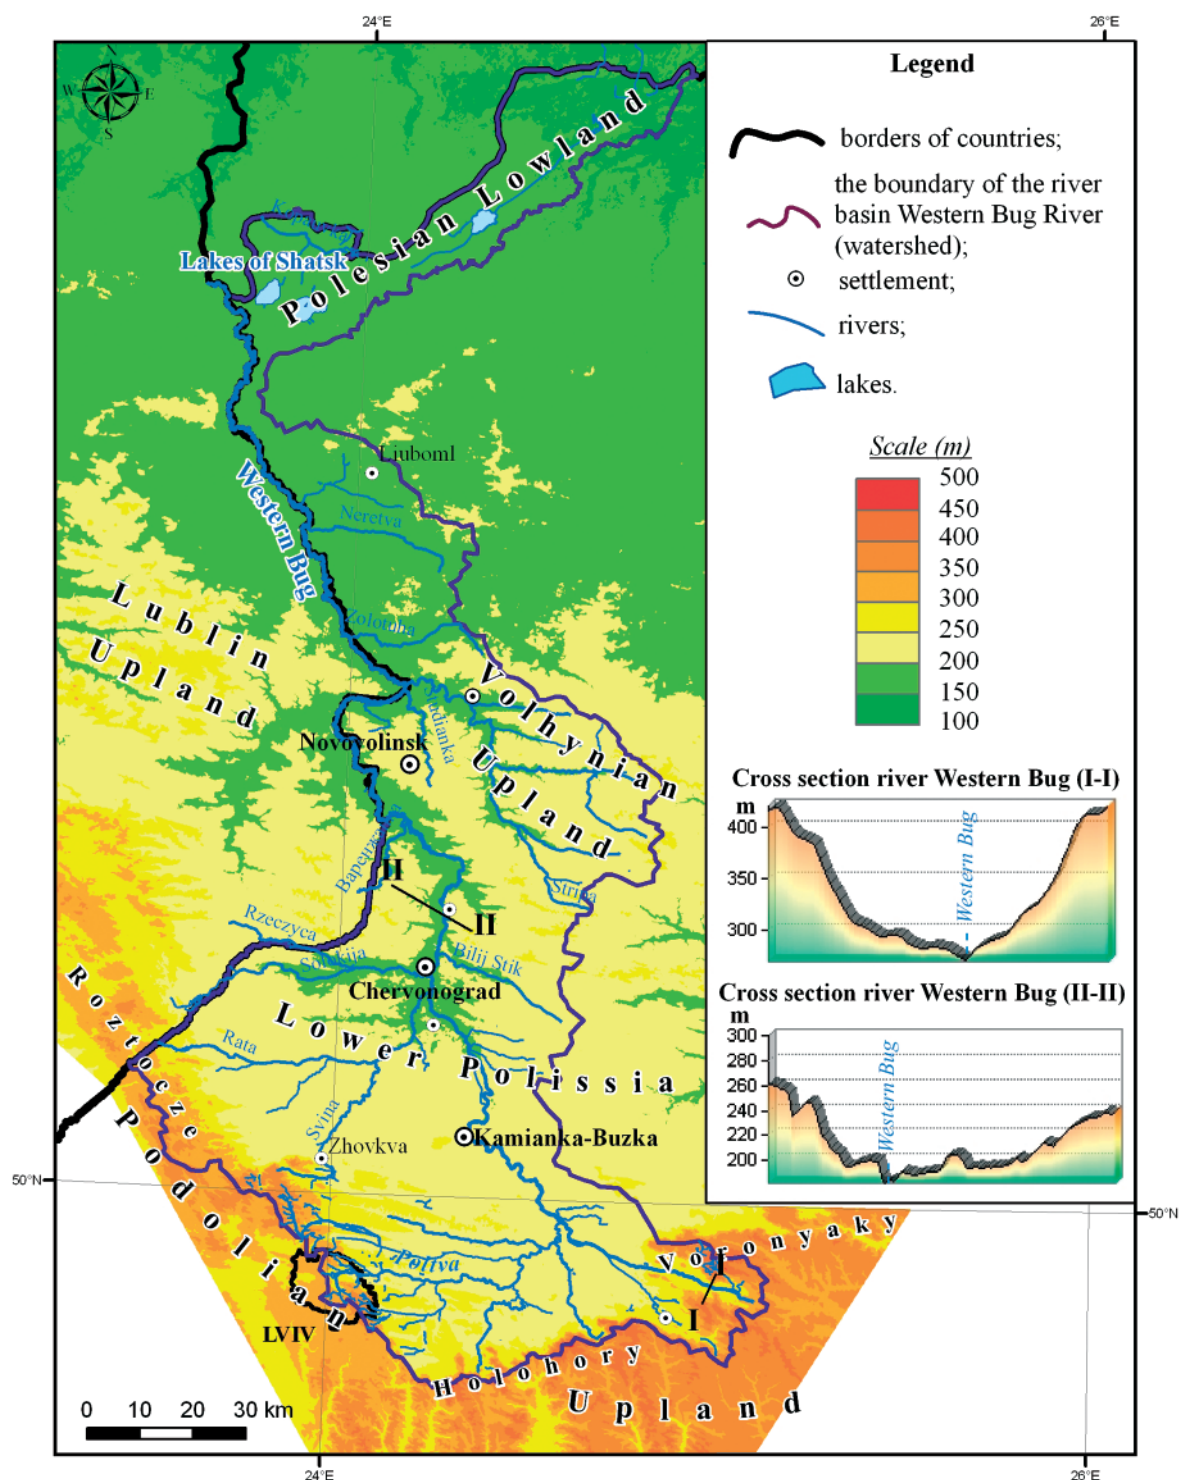 24°E
26°E
N
W
E
S
Legend
borders of countries;
the boundary of the river
basin Western Bug River
(watershed);
settlement;
rivers;
lakes.
Scale (m)
500
450
400
350
300
250
200
150
100
Polesian Lowland
Lakes of Shatsk
Western Bug
Liuboml
Neretva
Zolotuha
Lublin
Upland
Volhynian
Upland
Studianka
Novovolinsk
II
II
Stripa
Rzeczyca
Solokija
Bilij Stik
Chervonograd
Lower Polissia
Roztocze
Rata
Svina
Zhovkva
Kamianka-Buzka
Cross section river Western Bug (I-I)
m
400
350
300
Western Bug
Cross section river Western Bug (II-II)
m
300
280
260
240
220
200
Western Bug
50°N
50°N
Podolian
Upland
Voronyaky
Poltva
I
I
LVIV
Holohory
0 10 20 30 km
24°E
26°E